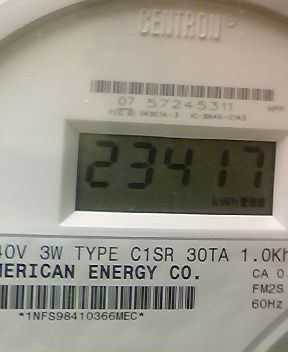 CENTRON
07 57245311
23417
kWh
40V 3W TYPE C1SR 30TA 1.0Kh
MERICAN ENERGY CO.
CA 0
FM2S
60Hz
*1NFS98410366MEC*